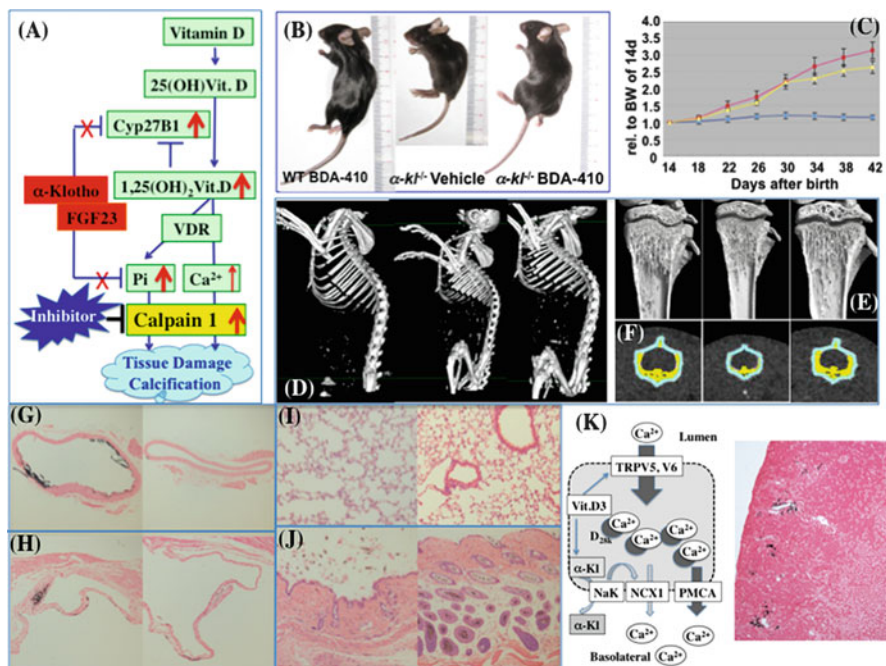 (A)
Vitamin D
25(OH)Vit. D
Cyp27B1
1,25(OH)₂Vit.D
α-Klotho
FGF23
VDR
Pi
Ca²⁺
Inhibitor
Calpain 1
Tissue Damage
Calcification
(B)
WT BDA-410
α-kl⁻/⁻ Vehicle
α-kl⁻/⁻ BDA-410
(C)
rel. to BW of 14d
4.0
3.5
3.0
2.5
2.0
1.5
1.0
0.5
0
14 18 22 26 30 34 38 42
Days after birth
(D)
(E)
(F)
(G)
(H)
(I)
(J)
(K)
Ca²⁺
Lumen
TRPV5, V6
Vit.D3
Ca²⁺
D28k
Ca²⁺
Ca²⁺
Ca²⁺
α-Kl
NaK
NCX1
PMCA
α-Kl
Ca²⁺
Ca²⁺
Basolateral
Ca²⁺